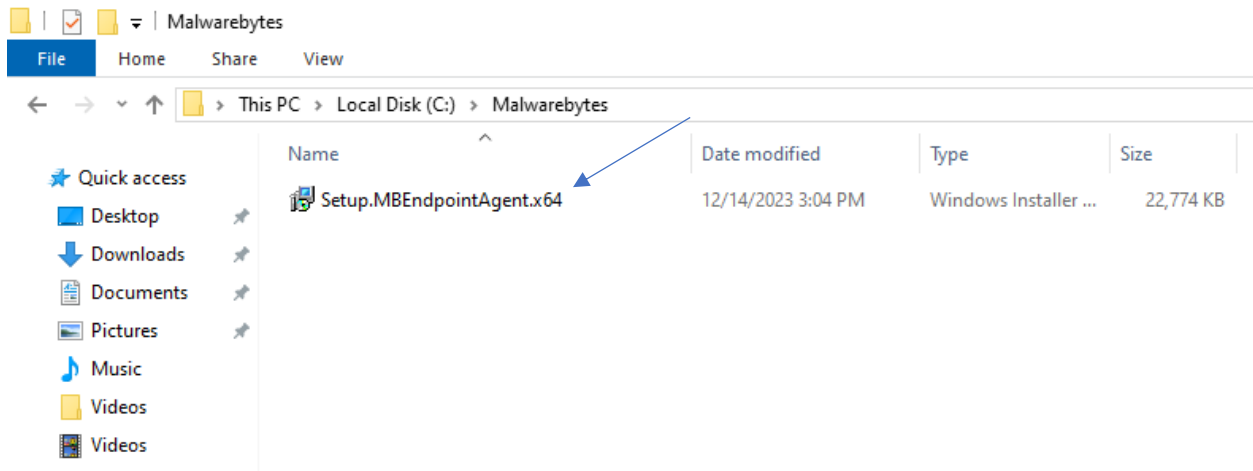 Malwarebytes
File Home Share View
This PC > Local Disk (C:) > Malwarebytes
Name Date modified Type Size
Quick access
Setup.MBEndpointAgent.x64 12/14/2023 3:04 PM Windows Installer ... 22,774 KB
Desktop
Downloads
Documents
Pictures
Music
Videos
Videos